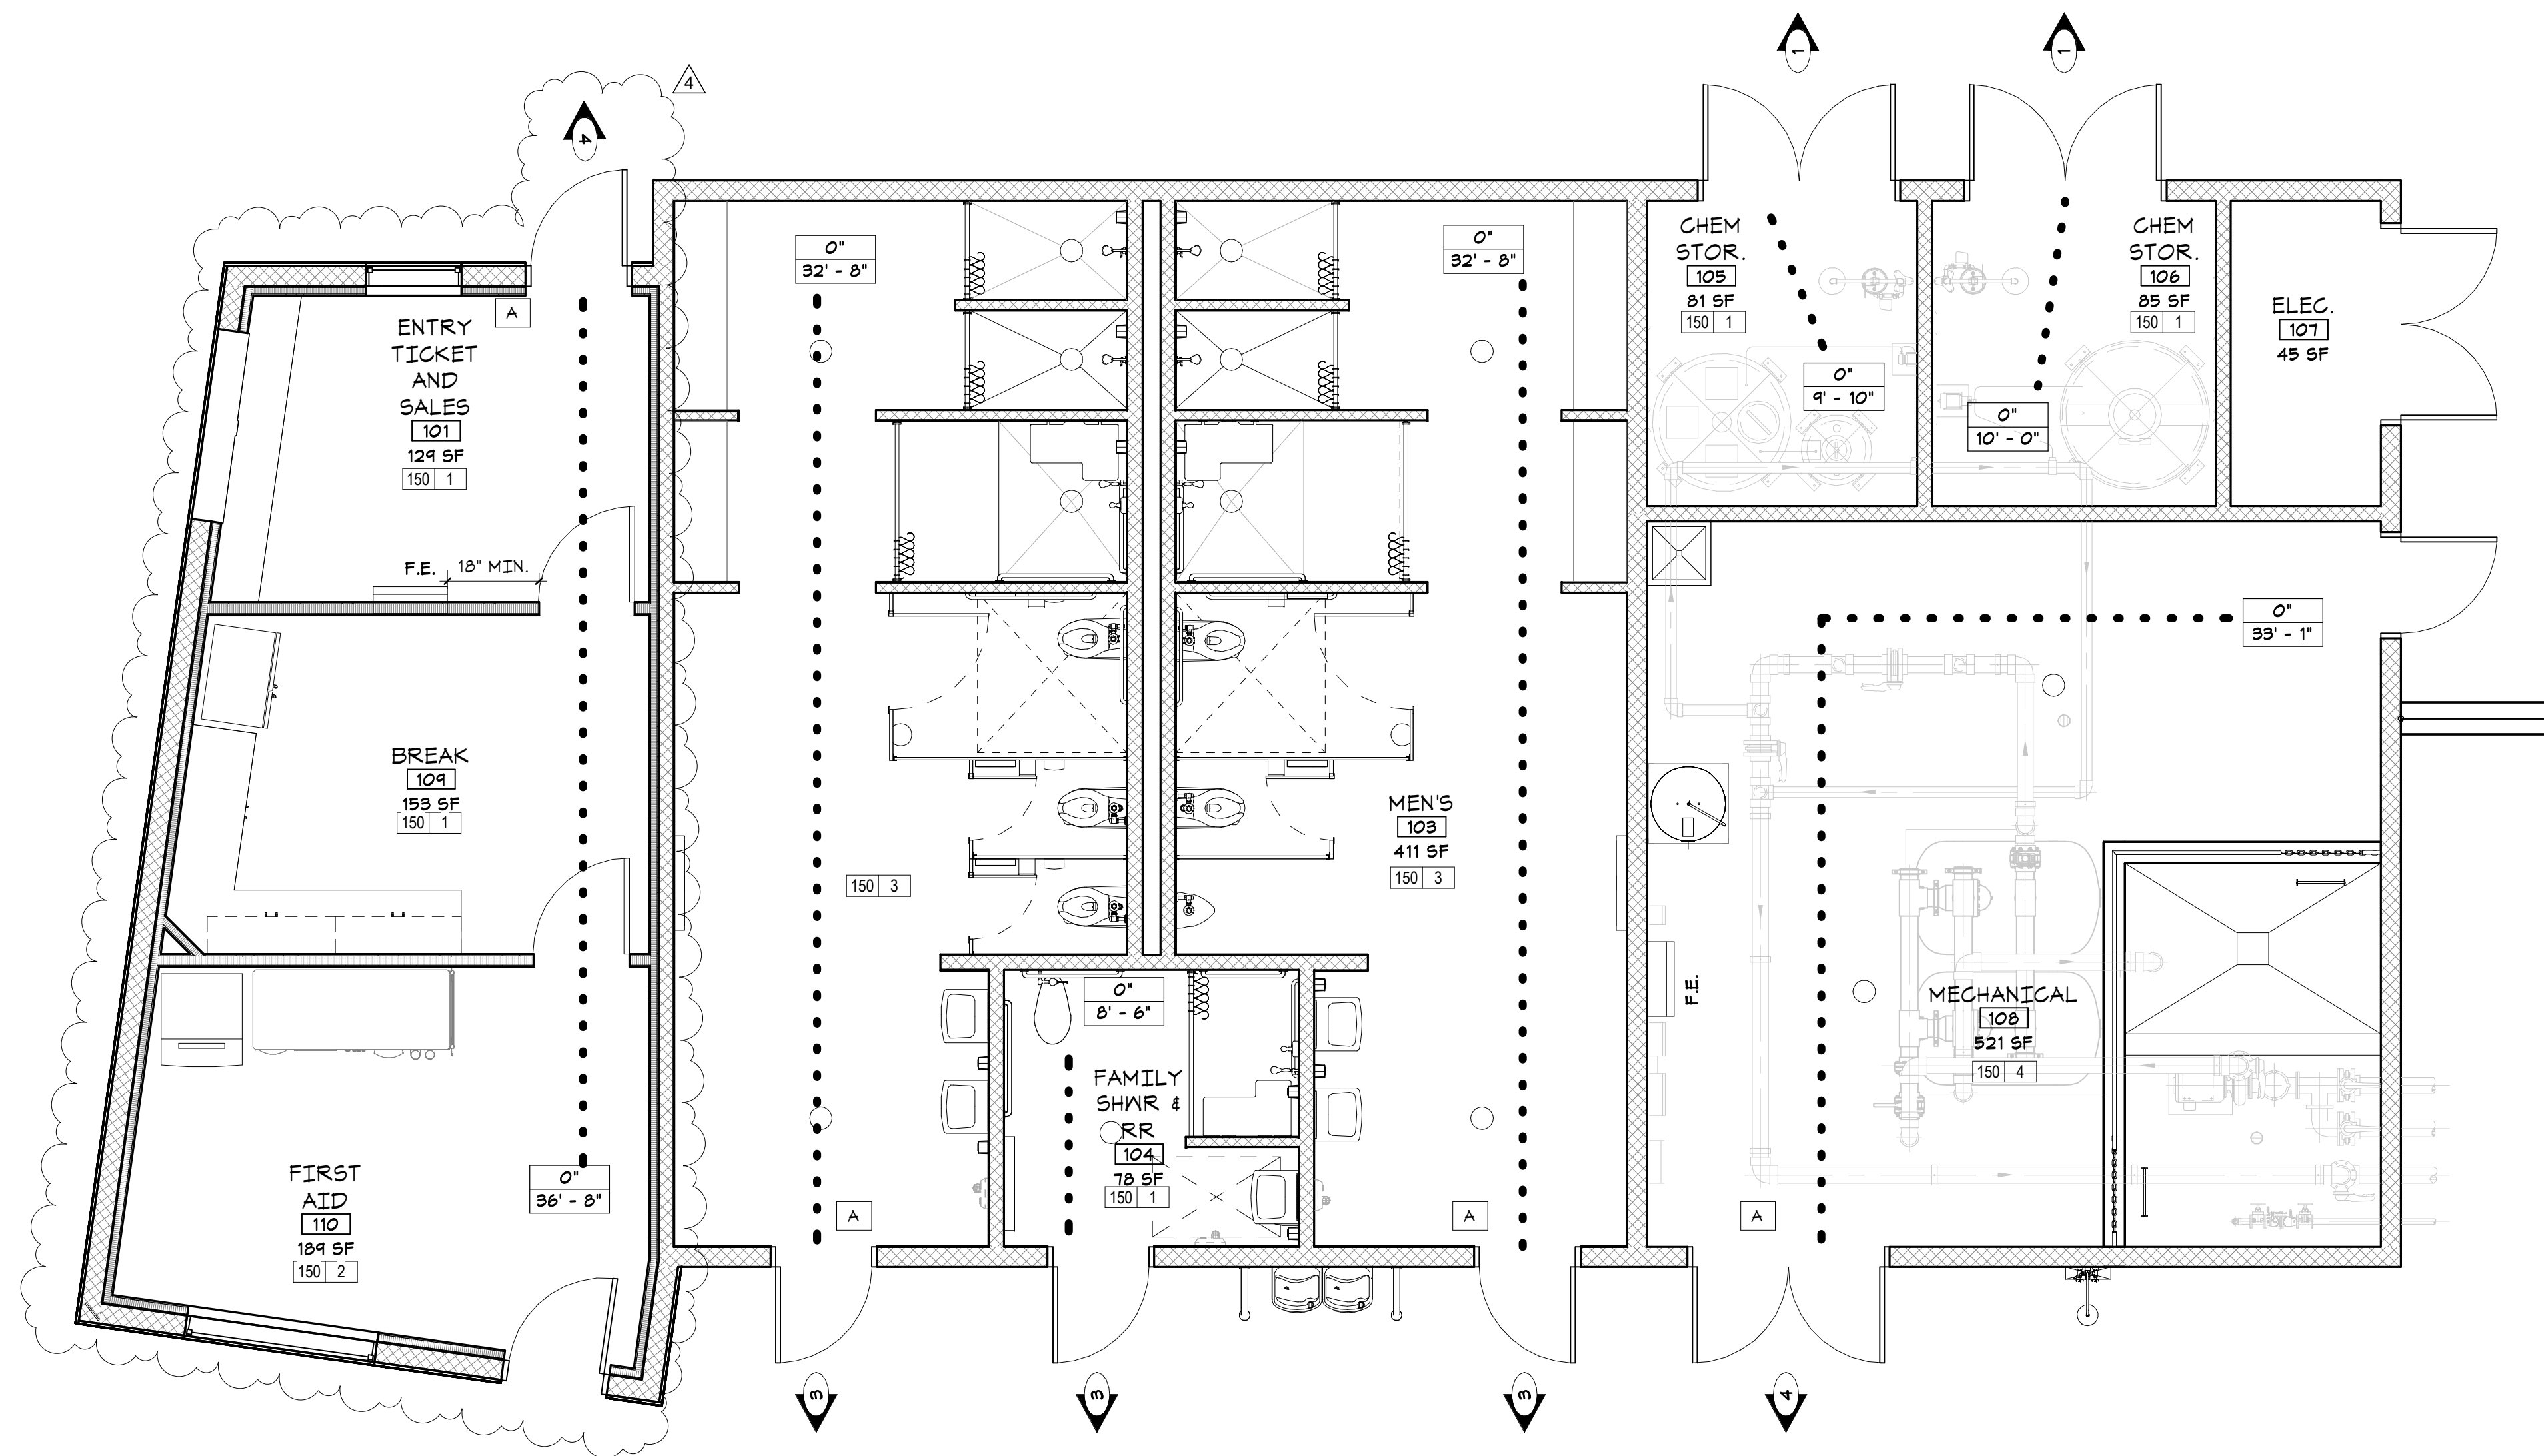 4
1
1
4
0"
32' - 8"
0"
32' - 8"
CHEM
STOR.
105
81 SF
150 1
CHEM
STOR.
106
85 SF
150 1
ELEC.
107
45 SF
A
ENTRY
TICKET
AND
SALES
101
129 SF
150 1
0"
9' - 10"
0"
10' - 0"
F.E.
18" MIN.
0"
33' - 1"
BREAK
109
153 SF
150 1
MEN'S
103
411 SF
150 3
150 3
F.E.
MECHANICAL
108
521 SF
150 4
0"
8' - 6"
FAMILY
SHWR &
RR
104
78 SF
150 1
FIRST
AID
110
189 SF
150 2
0"
36' - 8"
A
A
A
3
3
3
4